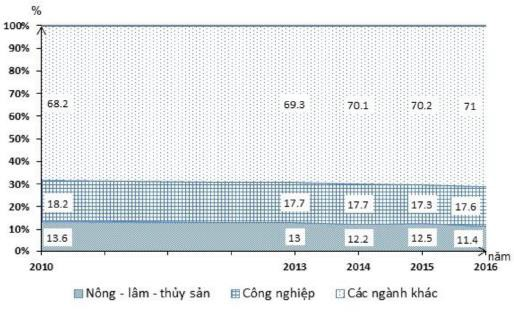 %
100%
90%
80%
70%
60%
50%
40%
30%
20%
10%
0%
68.2 69.3 70.1 70.2 71
18.2 17.7 17.7 17.3 17.6
13.6 13 12.2 12.5 11.4
2010 2013 2014 2015 2016 năm
Nông - lâm - thủy sản Công nghiệp Các ngành khác